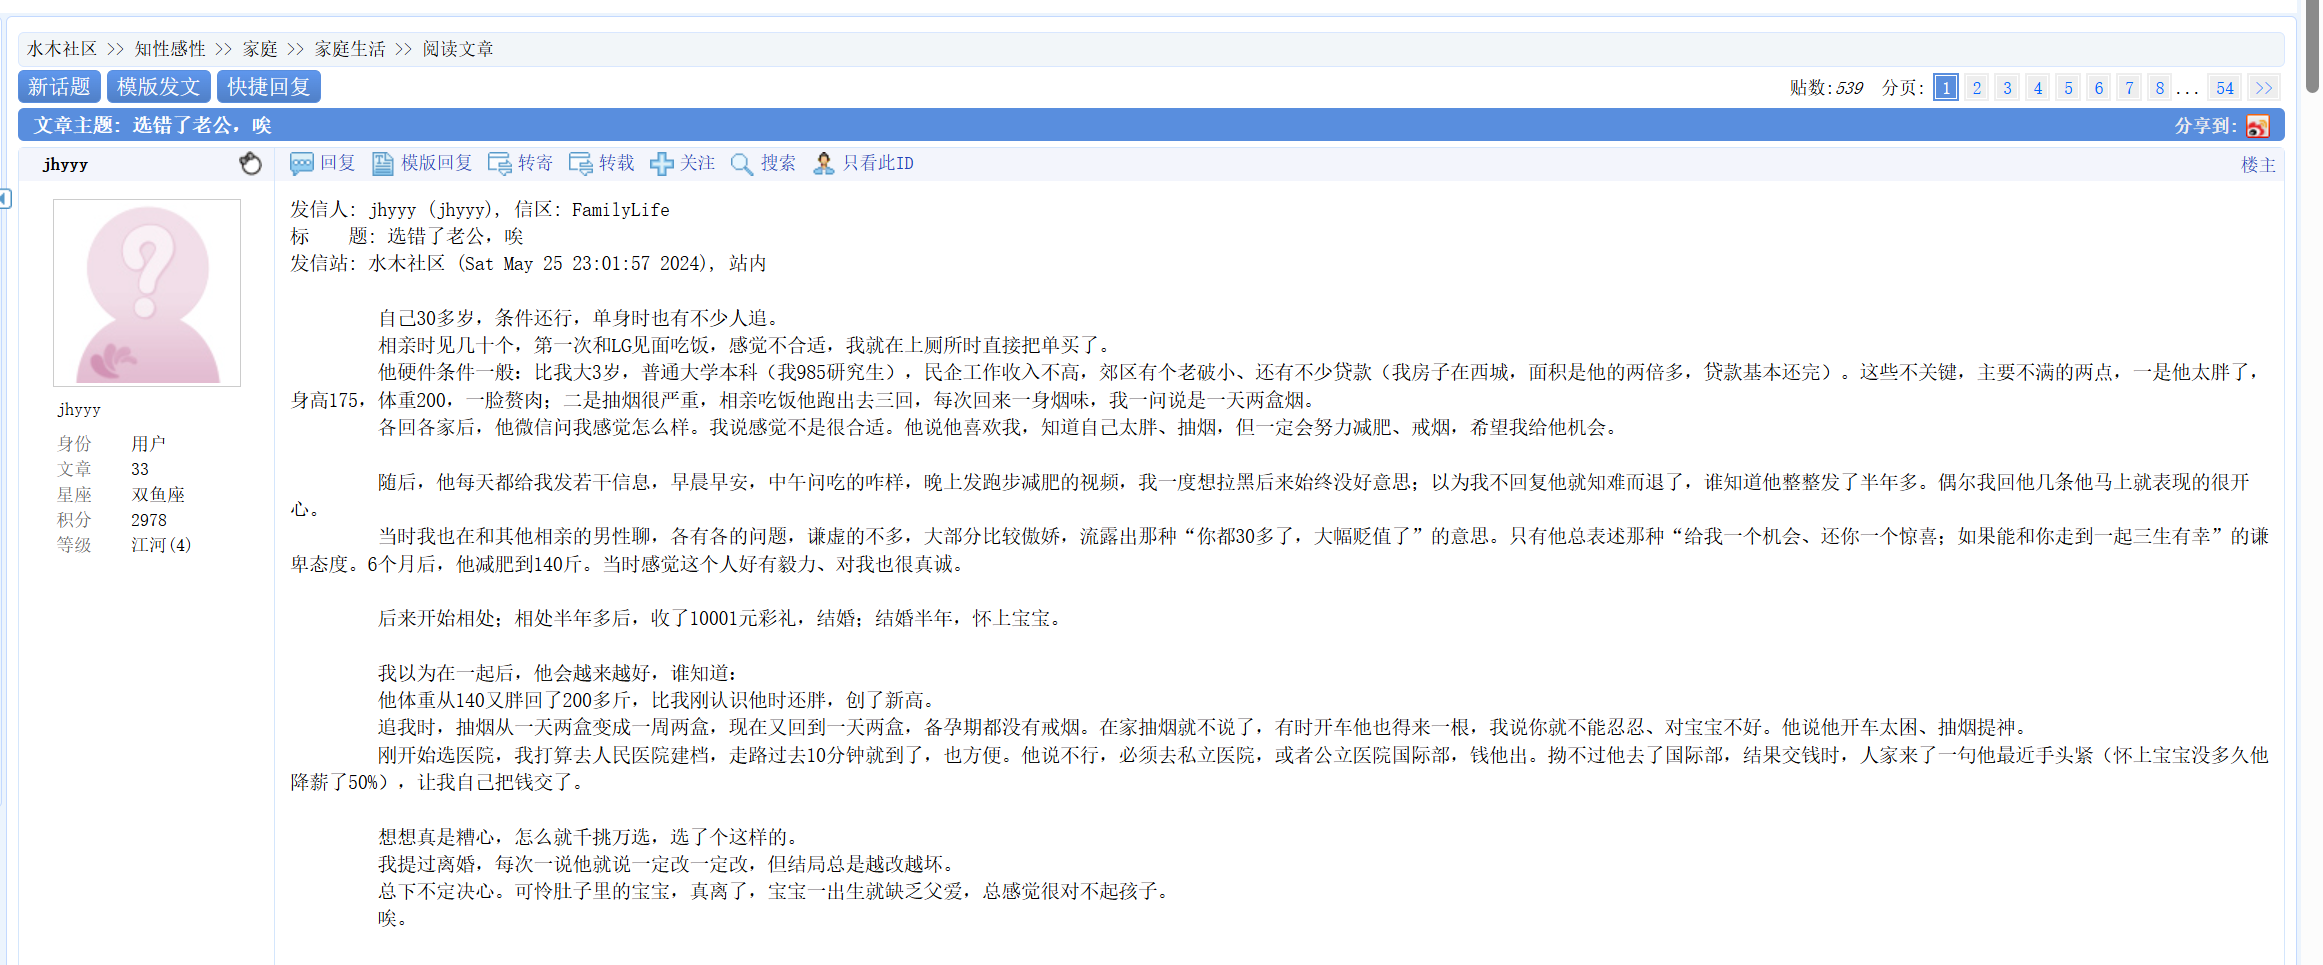 水木社区 >> 知性感性 >> 家庭 >> 家庭生活 >> 阅读文章
新话题 模版发文 快捷回复 贴数:539 分页: 1 2 3 4 5 6 7 8 ... 54 >>
文章主题: 选错了老公，唉 分享到:
jhyyy 回复 模版回复 转寄 转载 关注 搜索 只看此ID 楼主
jhyyy
身份 用户
文章 33
星座 双鱼座
积分 2978
等级 江河(4)
发信人: jhyyy (jhyyy), 信区: FamilyLife
标 题: 选错了老公，唉
发信站: 水木社区 (Sat May 25 23:01:57 2024), 站内
自己30多岁，条件还行，单身时也有不少人追。
相亲时见几十个，第一次和LG见面吃饭，感觉不合适，我就在上厕所时直接把单买了。
他硬件条件一般：比我大3岁，普通大学本科（我985研究生），民企工作收入不高，郊区有个老破小、还有不少贷款（我房子在西城，面积是他的两倍多，贷款基本还完）。这些不关键，主要不满的两点，一是他太胖了，
身高175，体重200，一脸赘肉；二是抽烟很严重，相亲吃饭他跑出去三回，每次回来一身烟味，我一问说是一天两盒烟。
各回各家后，他微信问我感觉怎么样。我说感觉不是很合适。他说他喜欢我，知道自己太胖、抽烟，但一定会努力减肥、戒烟，希望我给他机会。
随后，他每天都给我发若干信息，早晨早安，中午问吃的咋样，晚上发跑步减肥的视频，我一度想拉黑后来始终没好意思；以为我不回复他就知难而退了，谁知道他整整发了半年多。偶尔我回他几条他马上就表现的很开
心。
当时我也在和其他相亲的男性聊，各有各的问题，谦虚的不多，大部分比较傲娇，流露出那种“你都30多了，大幅贬值了”的意思。只有他总表述那种“给我一个机会、还你一个惊喜；如果能和你走到一起三生有幸”的谦
卑态度。6个月后，他减肥到140斤。当时感觉这个人好有毅力、对我也很真诚。
后来开始相处；相处半年多后，收了10001元彩礼，结婚；结婚半年，怀上宝宝。
我以为在一起后，他会越来越好，谁知道：
他体重从140又胖回了200多斤，比我刚认识他时还胖，创了新高。
追我时，抽烟从一天两盒变成一周两盒，现在又回到一天两盒，备孕期都没有戒烟。在家抽烟就不说了，有时开车他也得来一根，我说你就不能忍忍、对宝宝不好。他说他开车太困、抽烟提神。
刚开始选医院，我打算去人民医院建档，走路过去10分钟就到了，也方便。他说不行，必须去私立医院，或者公立医院国际部，钱他出。拗不过他去了国际部，结果交钱时，人家来了一句他最近手头紧（怀上宝宝没多久他
降薪了50%），让我自己把钱交了。
想想真是糟心，怎么就千挑万选，选了个这样的。
我提过离婚，每次一说他就说一定改一定改，但结局总是越改越坏。
总下不定决心。可怜肚子里的宝宝，真离了，宝宝一出生就缺乏父爱，总感觉很对不起孩子。
唉。